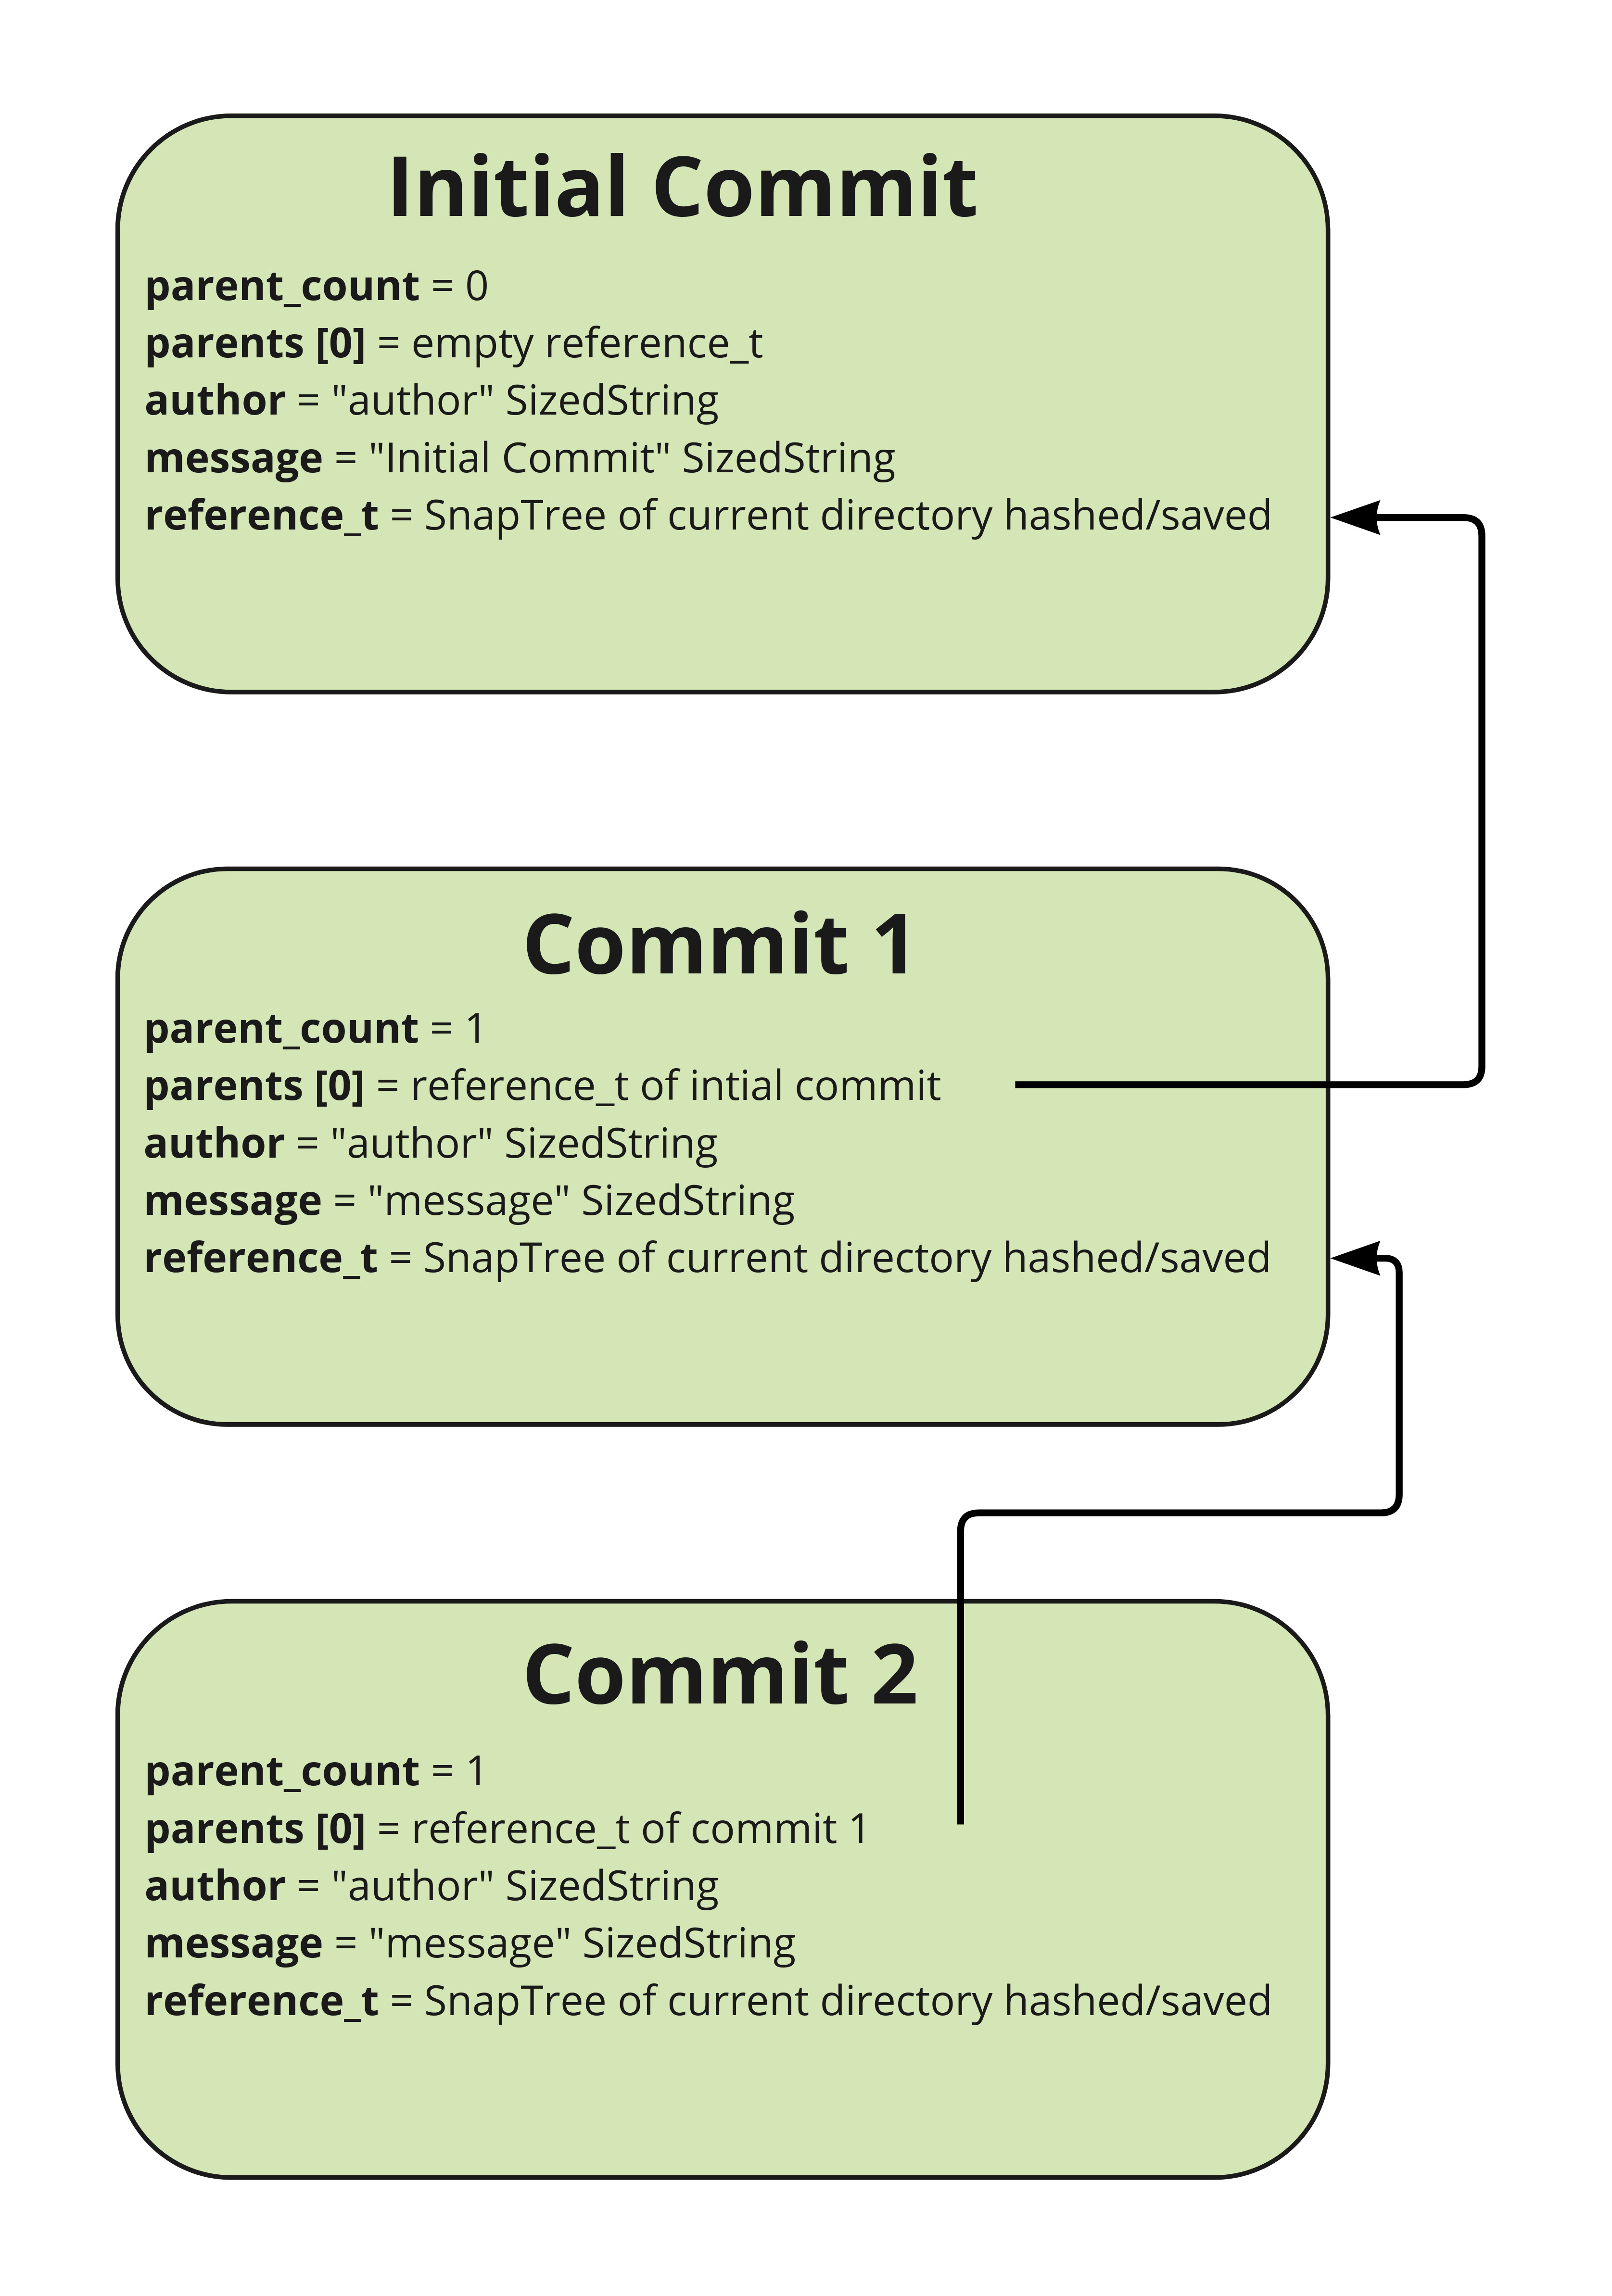 Initial Commit
parent_count = 0
parents [0] = empty reference_t
author = "author" SizedString
message = "Initial Commit" SizedString
reference_t = SnapTree of current directory hashed/saved
Commit 1
parent_count = 1
parents [0] = reference_t of intial commit
author = "author" SizedString
message = "message" SizedString
reference_t = SnapTree of current directory hashed/saved
Commit 2
parent_count = 1
parents [0] = reference_t of commit 1
author = "author" SizedString
message = "message" SizedString
reference_t = SnapTree of current directory hashed/saved